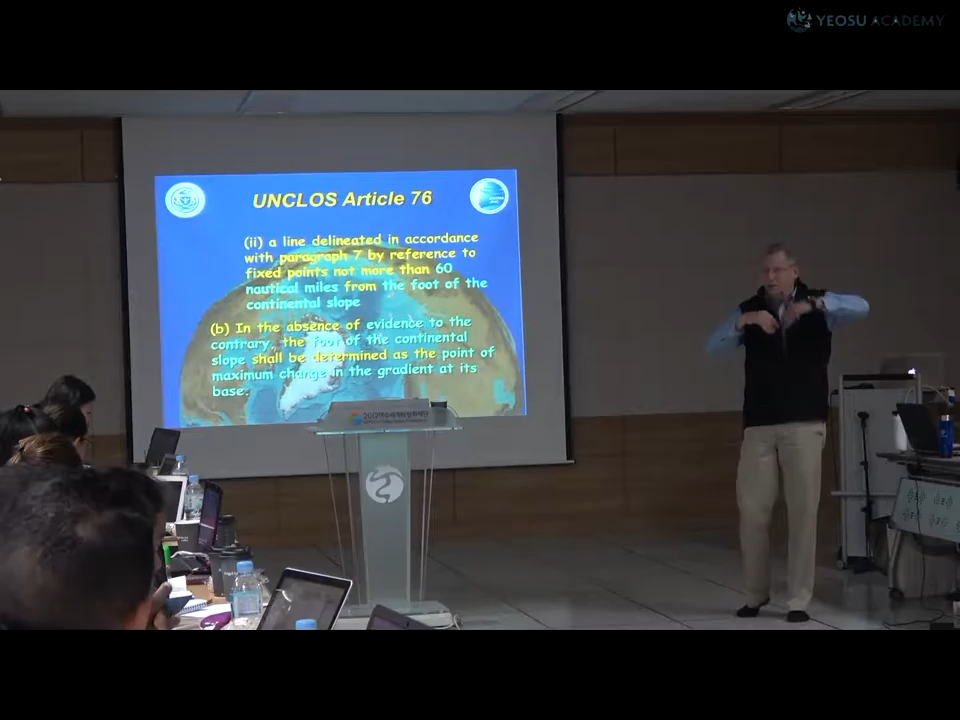 YEOSU ACADEMY
UNCLOS Article 76
(ii) a line delineated in accordance
with paragraph 7 by reference to
fixed points not more than 60
nautical miles from the foot of the
continental slope
(b) In the absence of evidence to the
contrary, the foot of the continental
slope shall be determined as the point of
maximum change in the gradient at its
base.